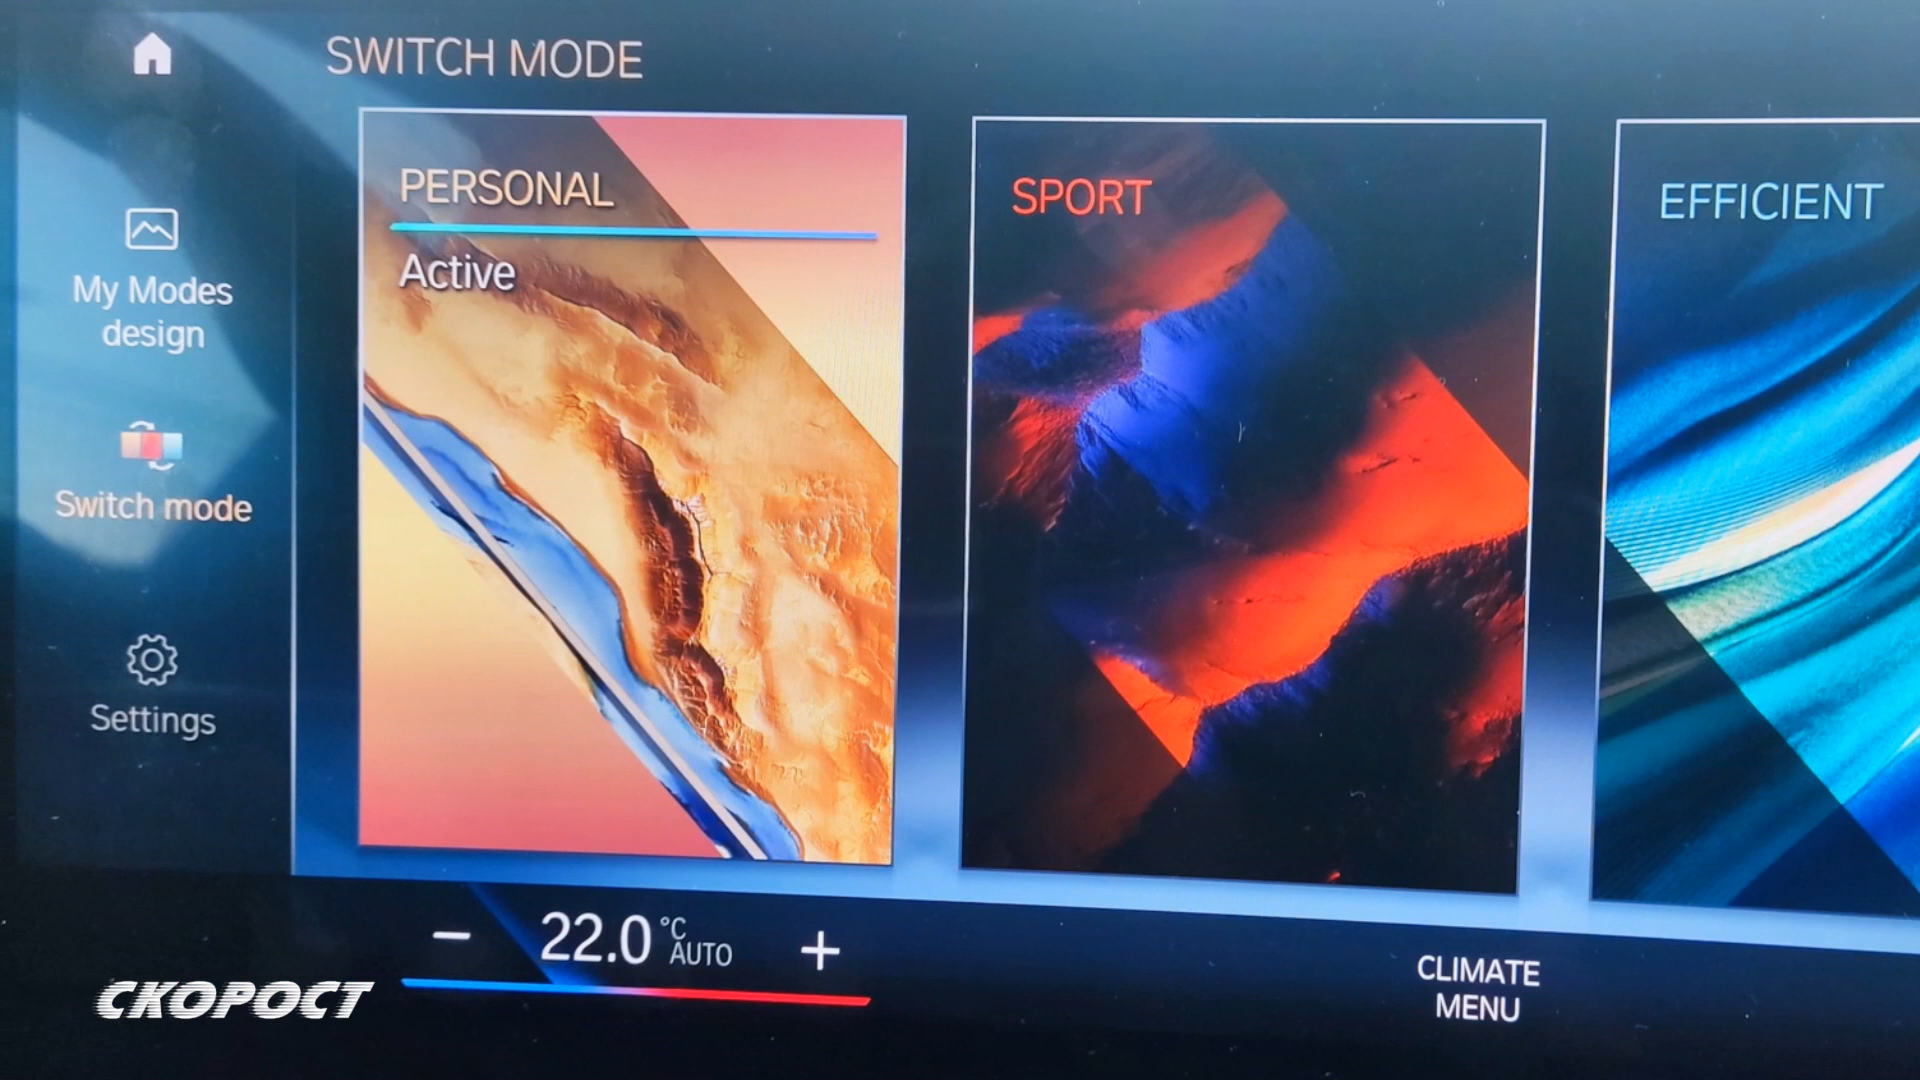 SWITCH MODE
PERSONAL
Active
SPORT
EFFICIENT
My Modes
design
Switch mode
Settings
22.0 °C
AUTO
CLIMATE
MENU
СКОРОСТ